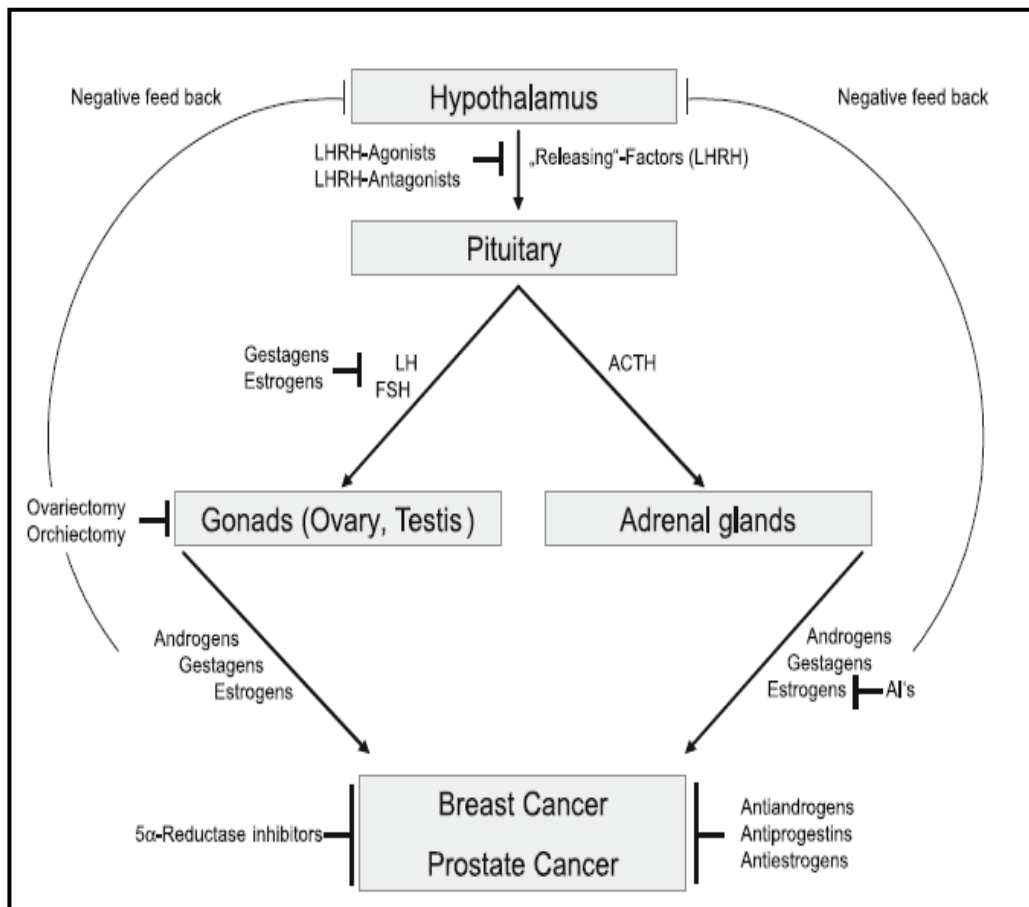 Negative feed back
Hypothalamus
Negative feed back
LHRH-Agonists
LHRH-Antagonists
„Releasing“-Factors (LHRH)
Pituitary
Gestagens
Estrogens
LH
FSH
ACTH
Ovariectomy
Orchiectomy
Gonads (Ovary, Testis)
Adrenal glands
Androgens
Gestagens
Estrogens
Androgens
Gestagens
Estrogens
AI's
5α-Reductase inhibitors
Breast Cancer
Prostate Cancer
Antiandrogens
Antiprogestins
Antiestrogens